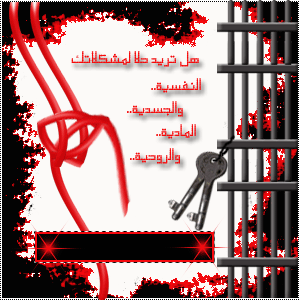 هل تريد حلا لمشكلاتك
النفسية..
والجسدية..
المادية..
والروحية..